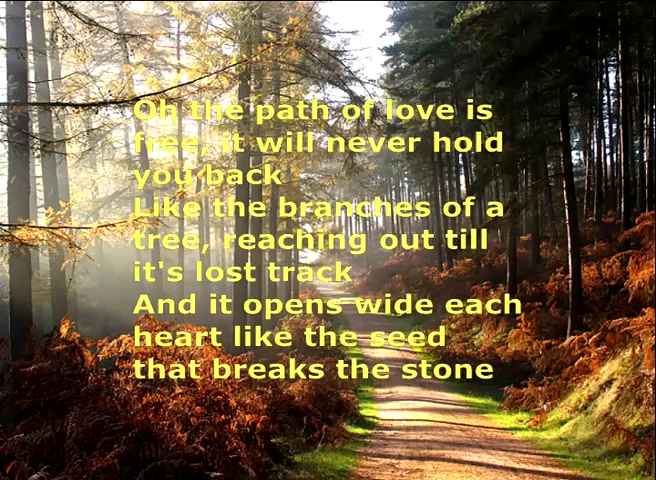 Oh the path of love is
free, it will never hold
you back
Like the branches of a
tree, reaching out till
it's lost track
And it opens wide each
heart like the seed
that breaks the stone